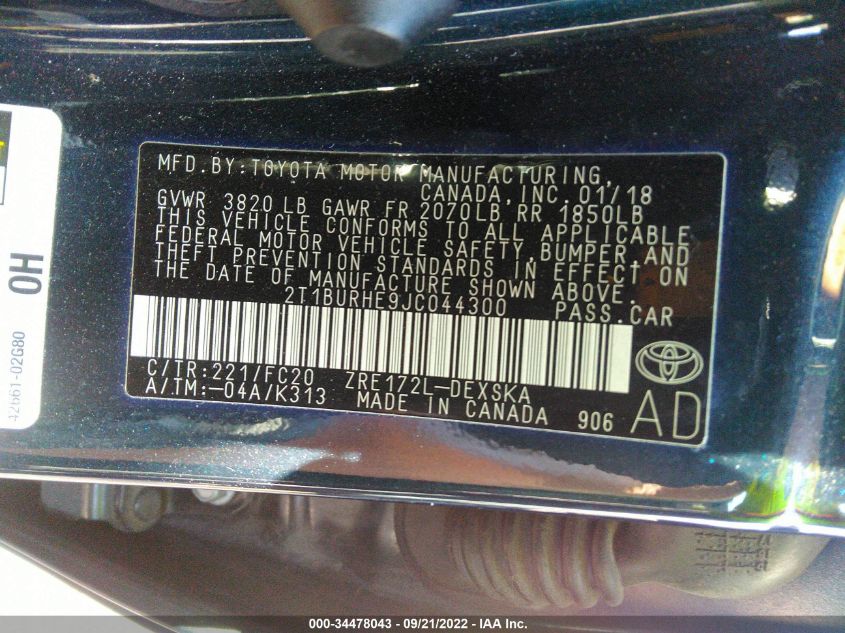 MFD.BY:TOYOTA MOTOR MANUFACTURING,
CANADA,INC. 01/18
GVWR 3820 LB GAWR FR 2070LB RR 1850LB
THIS VEHICLE CONFORMS TO ALL APPLICABLE
FEDERAL MOTOR VEHICLE SAFETY,BUMPER,AND
THEFT PREVENTION STANDARDS IN EFFECT ON
THE DATE OF MANUFACTURE SHOWN ABOVE.
2T1BURHE9JC044300 PASS.CAR
C/TR:221/FC20 ZRE172L-DEXSKA
A/TM:-04A/K313 MADE IN CANADA 906
AD
OH
42661-02G80
000-34478043 - 09/21/2022 - IAA Inc.